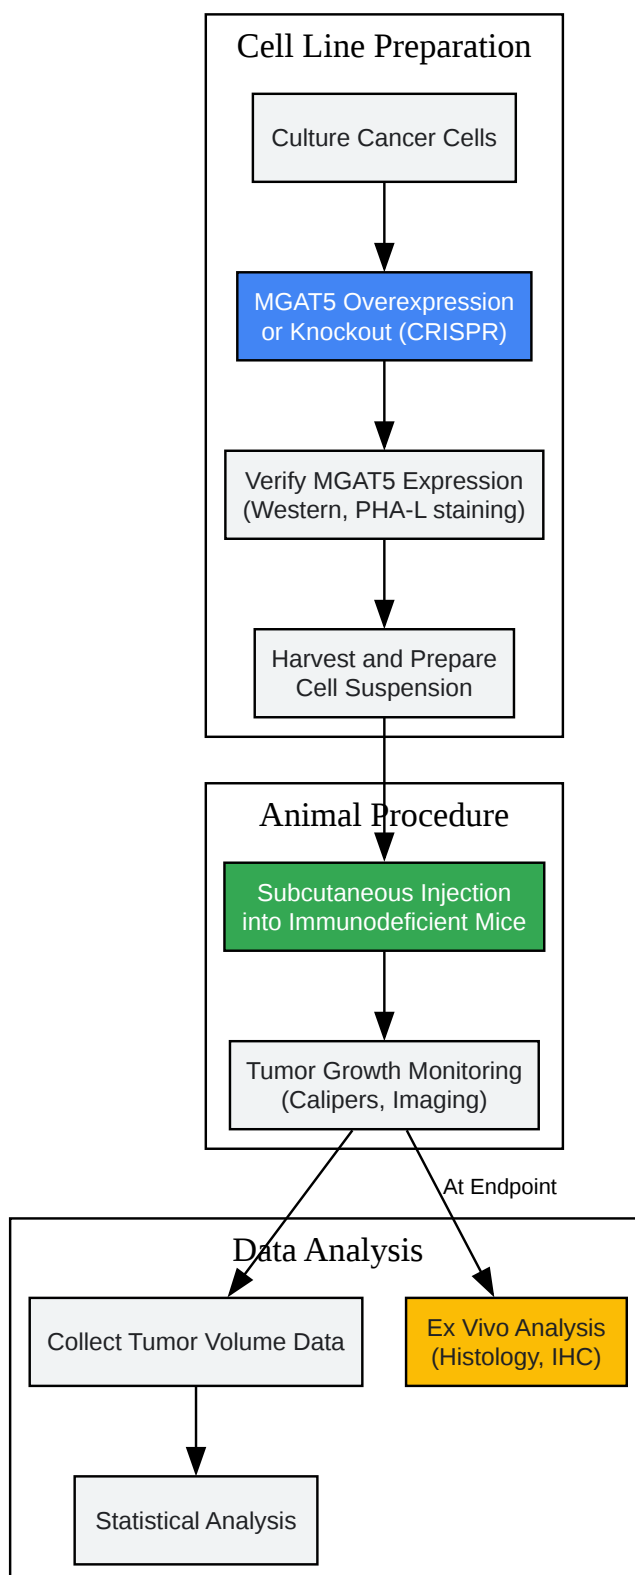 Cell Line Preparation
Culture Cancer Cells
MGAT5 Overexpression
or Knockout (CRISPR)
Verify MGAT5 Expression
(Western, PHA-L staining)
Harvest and Prepare
Cell Suspension
Animal Procedure
Subcutaneous Injection
into Immunodeficient Mice
Tumor Growth Monitoring
(Calipers, Imaging)
At Endpoint
Data Analysis
Collect Tumor Volume Data
Ex Vivo Analysis
(Histology, IHC)
Statistical Analysis